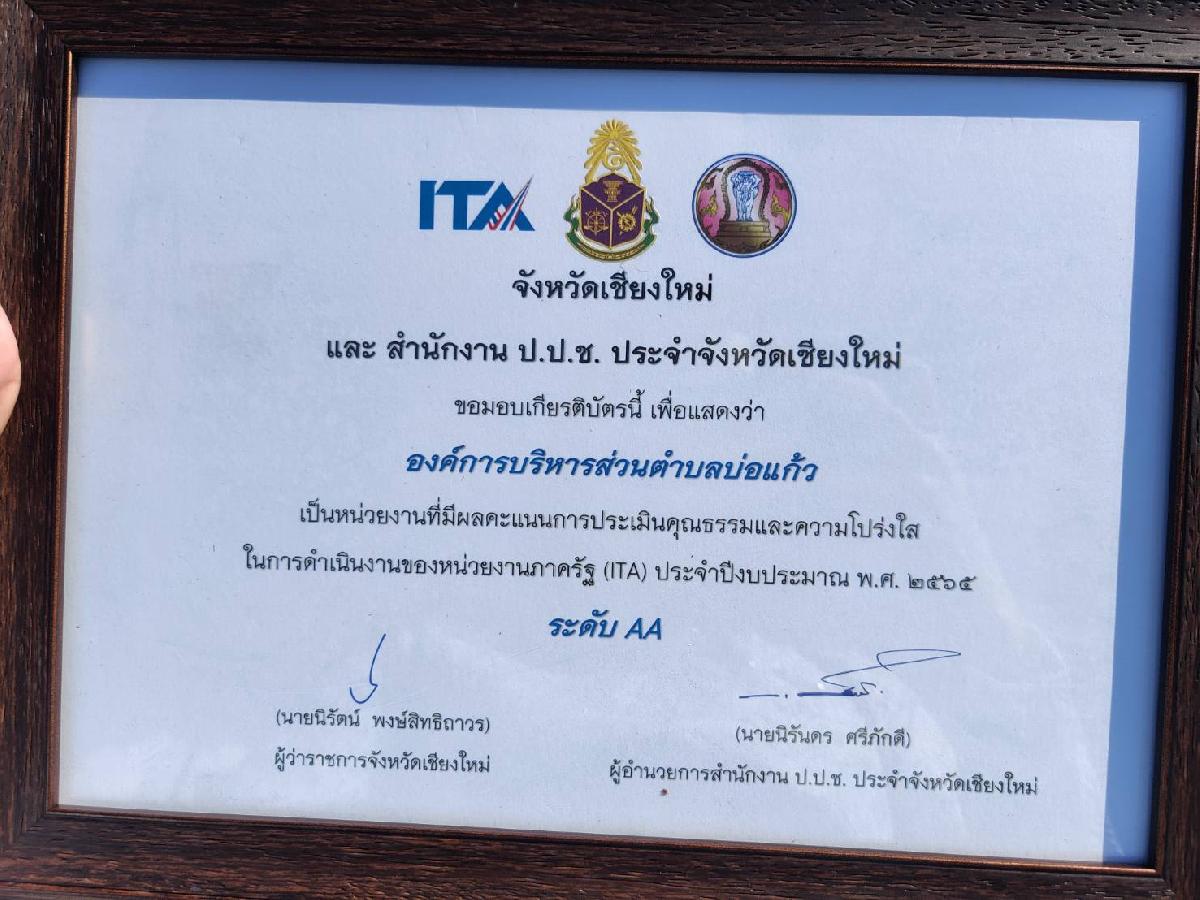 ITA
จังหวัดเชียงใหม่
และ สำนักงาน ป.ป.ช. ประจำจังหวัดเชียงใหม่
ขอมอบเกียรติบัตรนี้ เพื่อแสดงว่า
องค์การบริหารส่วนตำบลบ่อแก้ว
เป็นหน่วยงานที่มีผลคะแนนการประเมินคุณธรรมและความโปร่งใส
ในการดำเนินงานของหน่วยงานภาครัฐ (ITA) ประจำปีงบประมาณ พ.ศ. ๒๕๖๕
ระดับ AA
(นายนิรัตน์ พงษ์สิทธิถาวร)
ผู้ว่าราชการจังหวัดเชียงใหม่
(นายนิรันดร ศรีภักดี)
ผู้อำนวยการสำนักงาน ป.ป.ช. ประจำจังหวัดเชียงใหม่